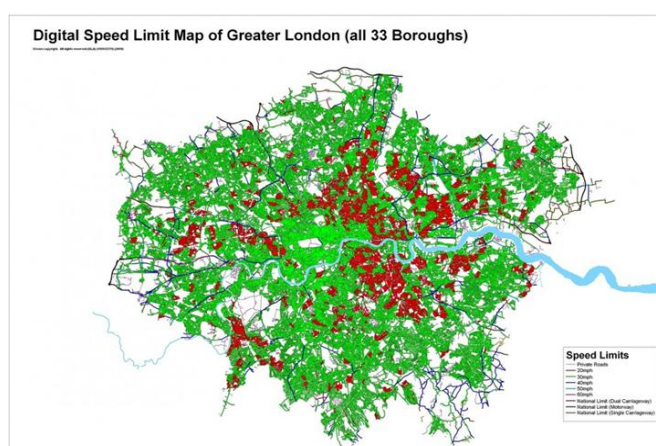 Digital Speed Limit Map of Greater London (all 33 Boroughs)
Speed Limits
Private Roads
20mph
30mph
40mph
50mph
60mph
National Limit (Dual Carriageway)
National Limit (Motorway)
National Limit (Single Carriageway)